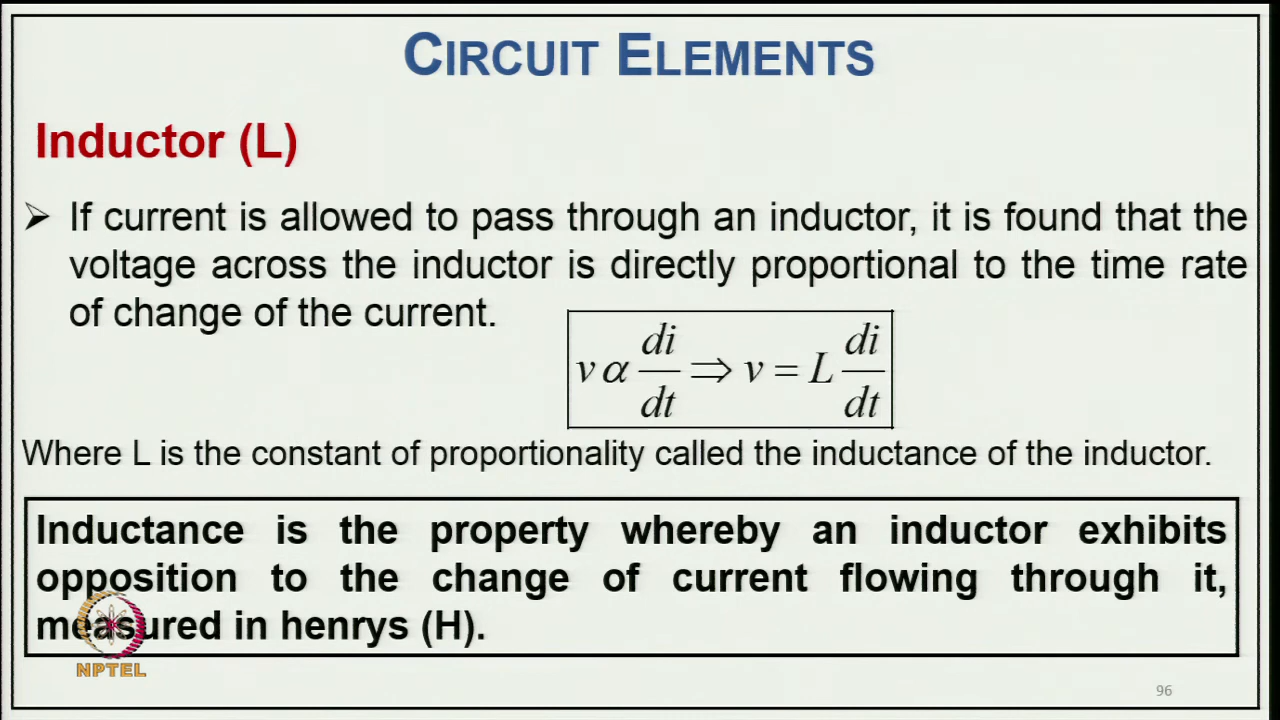 CIRCUIT ELEMENTS
Inductor (L)
➢ If current is allowed to pass through an inductor, it is found that the
voltage across the inductor is directly proportional to the time rate
of change of the current.
v α di/dt ⇒ v = L di/dt
Where L is the constant of proportionality called the inductance of the inductor.
Inductance is the property whereby an inductor exhibits
opposition to the change of current flowing through it,
measured in henrys (H).
NPTEL
96